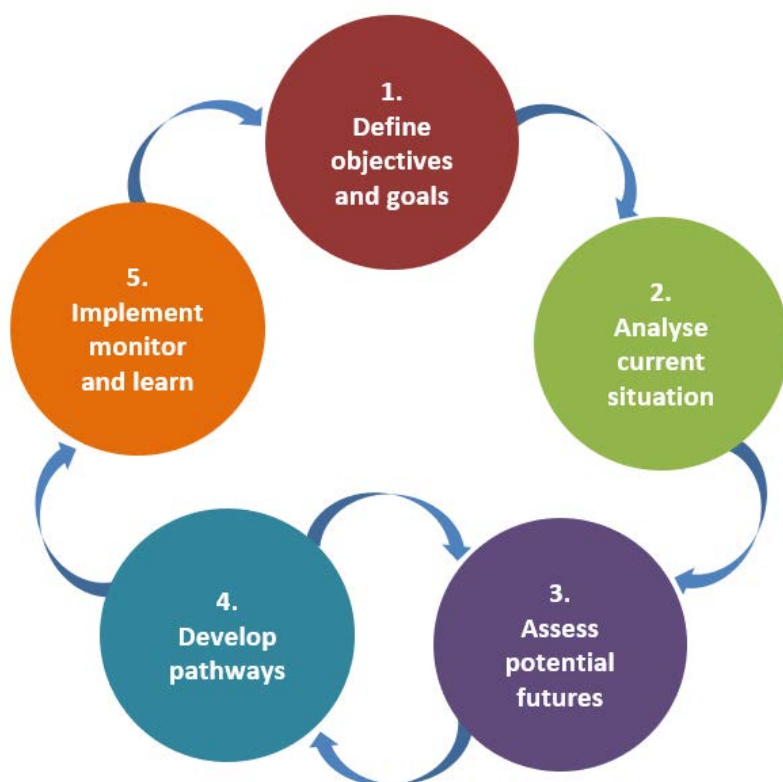 1.
Define
objectives
and goals
2.
Analyse
current
situation
3.
Assess
potential
futures
4.
Develop
pathways
5.
Implement
monitor
and learn